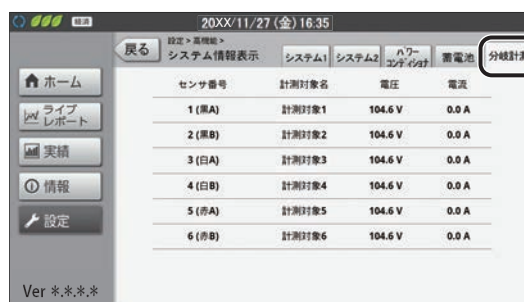 経済
20XX/11/27 (金) 16:35
戻る
設定 > 高機能 >
システム情報表示
システム1
システム2
パワーコンディショナ
蓄電池
分岐計測
ホーム
ライブレポート
実績
情報
設定
センサ番号 計測対象名 電圧 電流
1 (黒A) 計測対象1 104.6 V 0.0 A
2 (黒B) 計測対象2 104.6 V 0.0 A
3 (白A) 計測対象3 104.6 V 0.0 A
4 (白B) 計測対象4 104.6 V 0.0 A
5 (赤A) 計測対象5 104.6 V 0.0 A
6 (赤B) 計測対象6 104.6 V 0.0 A
Ver *.*.*.*